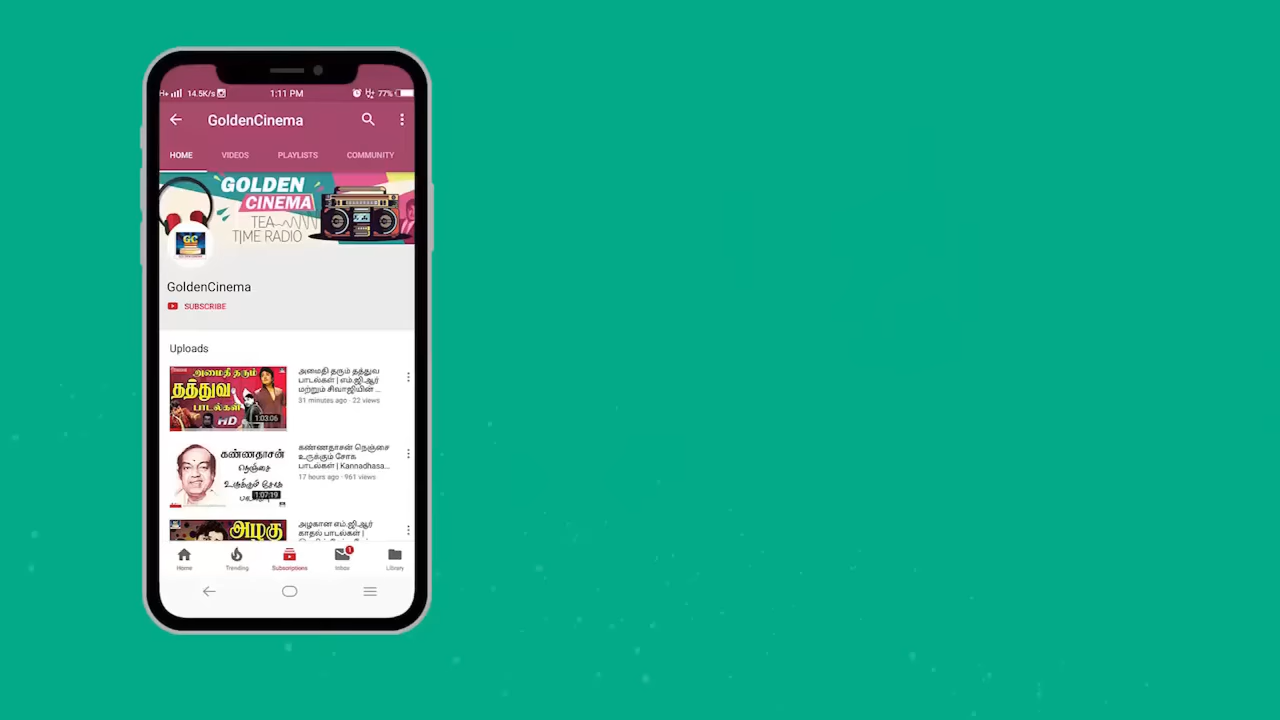 H+ 14.5K/s 1:11 PM 77%
GoldenCinema
HOME VIDEOS PLAYLISTS COMMUNITY
GOLDEN
CINEMA
TEA
TIME RADIO
GC
GoldenCinema
SUBSCRIBE
Uploads
அமைதி தரும்
தத்துவ
பாடல்கள்
HD
1:03:06
அமைதி தரும் தத்துவ
பாடல்கள் | எம்.ஜி.ஆர்
மற்றும் சிவாஜியின் ...
31 minutes ago · 22 views
கண்ணதாசன்
நெஞ்சை
உருக்கும் சோக
1:07:19
கண்ணதாசன் நெஞ்சை
உருக்கும் சோக
பாடல்கள் | Kannadhasa...
17 hours ago · 961 views
அழகு
அழகான எம்.ஜி.ஆர்
காதல் பாடல்கள் |
Home Trending Subscriptions Inbox 1 Library